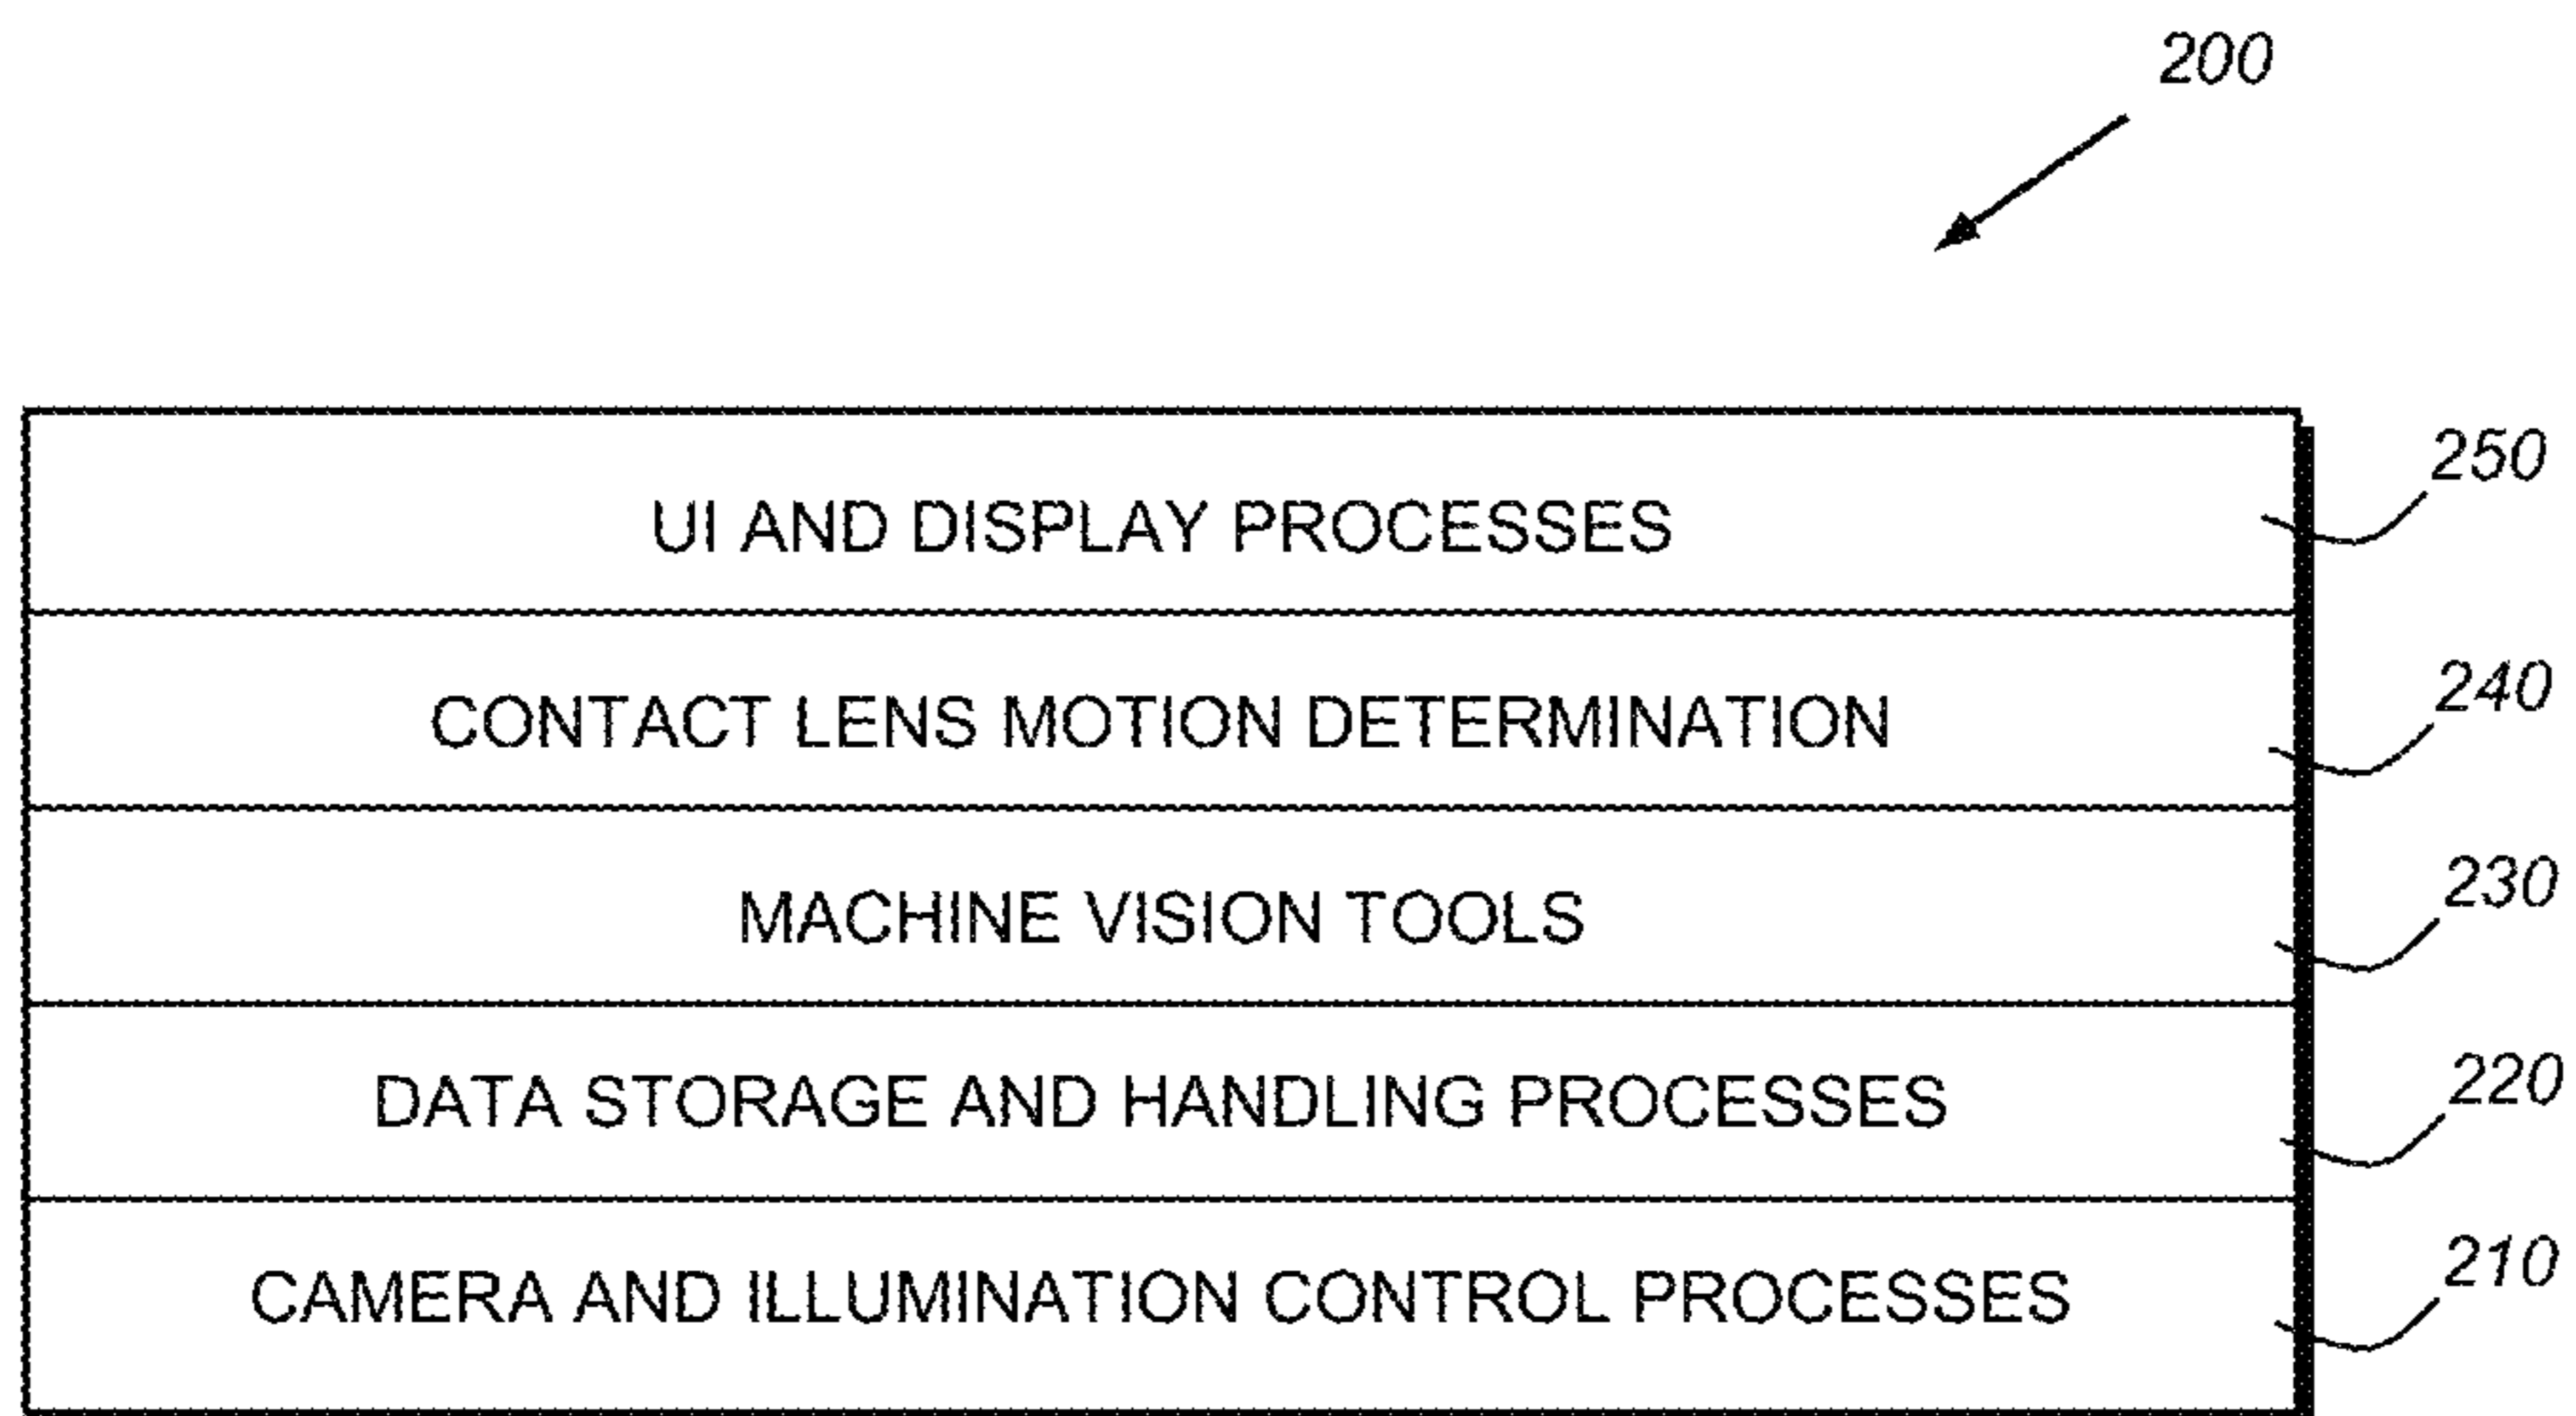 200
UI AND DISPLAY PROCESSES
250
CONTACT LENS MOTION DETERMINATION
240
MACHINE VISION TOOLS
230
DATA STORAGE AND HANDLING PROCESSES
220
CAMERA AND ILLUMINATION CONTROL PROCESSES
210